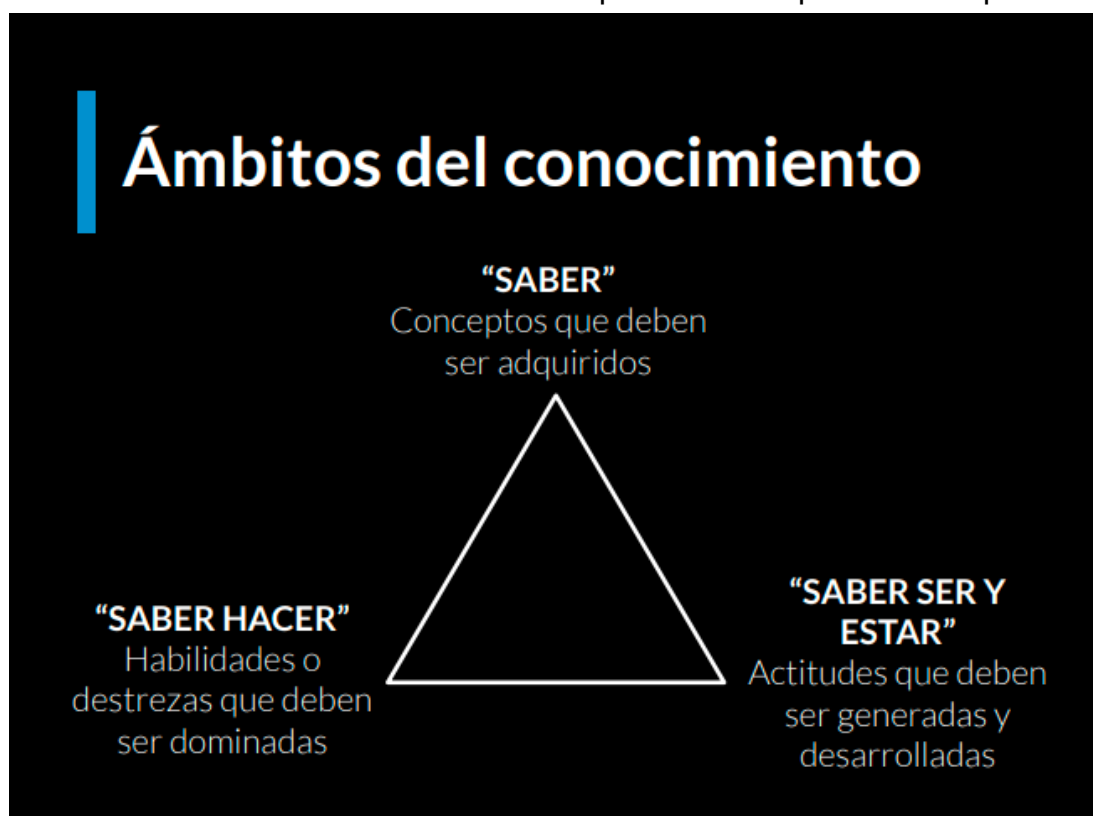 Ámbitos del conocimiento
“SABER”
Conceptos que deben
ser adquiridos
“SABER HACER”
Habilidades o
destrezas que deben
ser dominadas
“SABER SER Y
ESTAR”
Actitudes que deben
ser generadas y
desarrolladas